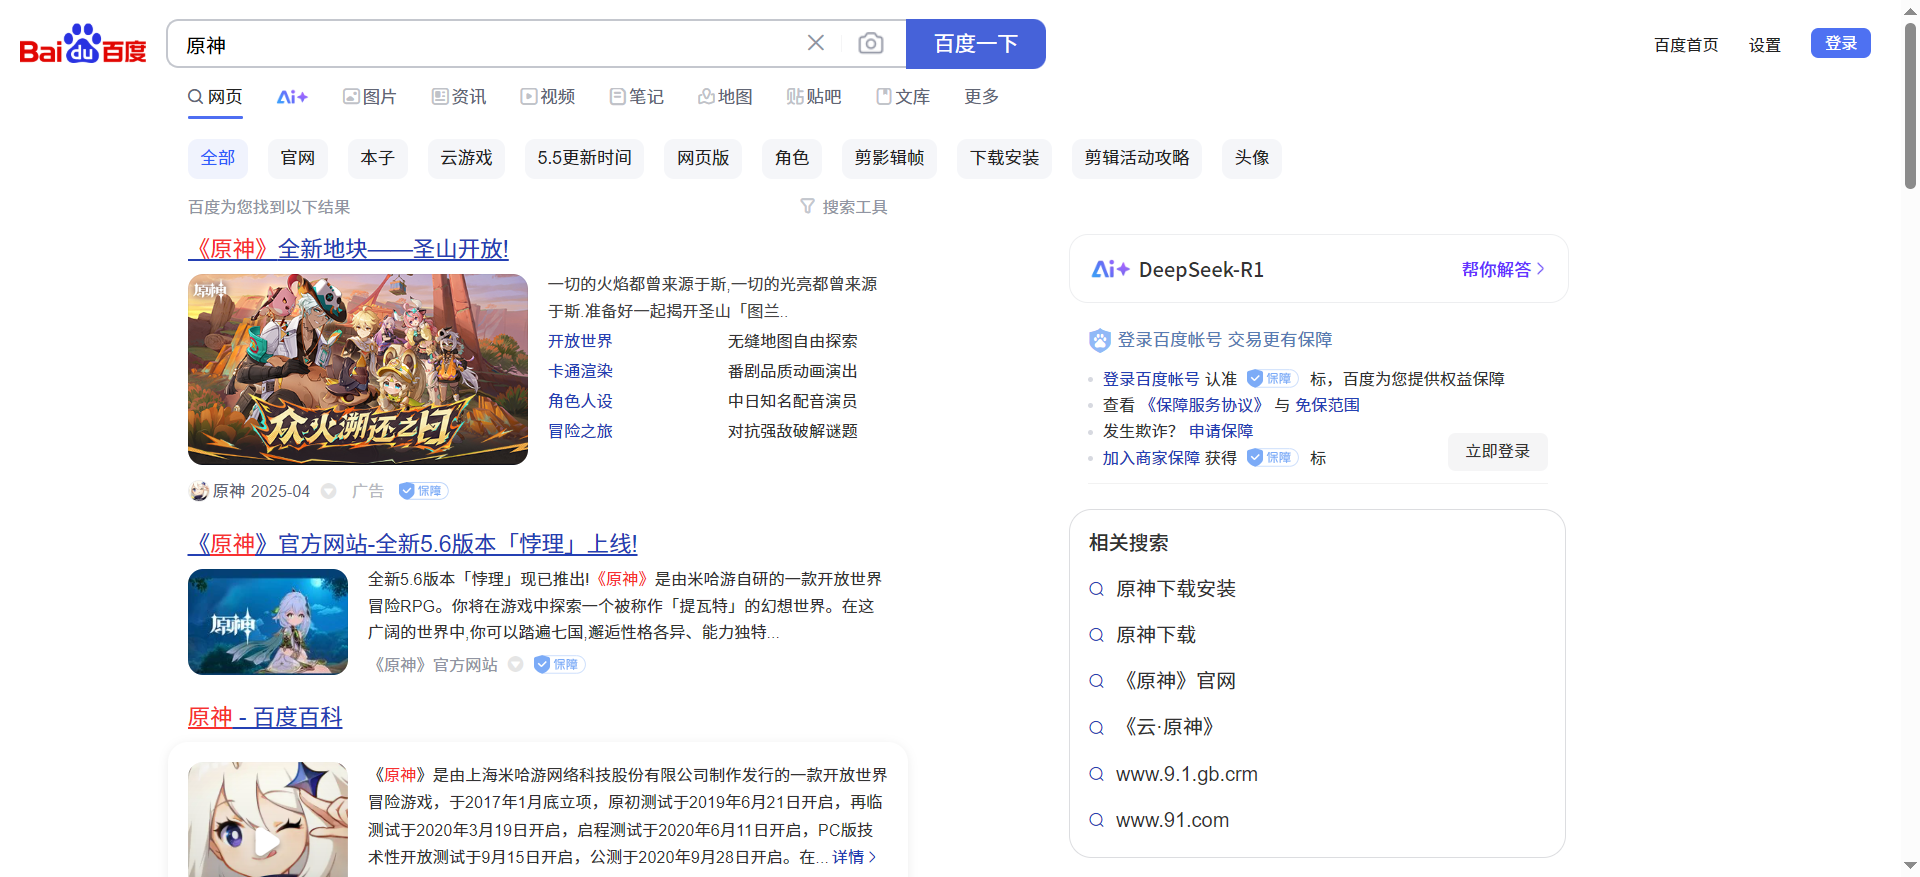 Bai du 百度
原神
百度一下
百度首页
设置
登录
网页
Ai+
图片
资讯
视频
笔记
地图
贴吧
文库
更多
全部
官网
本子
云游戏
5.5更新时间
网页版
角色
剪影辑帧
下载安装
剪辑活动攻略
头像
百度为您找到以下结果
搜索工具
《原神》全新地块——圣山开放!
原神
众火溯还之日
一切的火焰都曾来源于斯,一切的光亮都曾来源
于斯.准备好一起揭开圣山「图兰..
开放世界 无缝地图自由探索
卡通渲染 番剧品质动画演出
角色人设 中日知名配音演员
冒险之旅 对抗强敌破解谜题
原神 2025-04 广告 保障
《原神》官方网站-全新5.6版本「悖理」上线!
原神
全新5.6版本「悖理」现已推出!《原神》是由米哈游自研的一款开放世界
冒险RPG。你将在游戏中探索一个被称作「提瓦特」的幻想世界。在这
广阔的世界中,你可以踏遍七国,邂逅性格各异、能力独特...
《原神》官方网站 保障
原神 - 百度百科
《原神》是由上海米哈游网络科技股份有限公司制作发行的一款开放世界
冒险游戏，于2017年1月底立项，原初测试于2019年6月21日开启，再临
测试于2020年3月19日开启，启程测试于2020年6月11日开启，PC版技
术性开放测试于9月15日开启，公测于2020年9月28日开启。在... 详情
Ai+ DeepSeek-R1 帮你解答
登录百度帐号 交易更有保障
登录百度帐号 认准 保障 标，百度为您提供权益保障
查看 《保障服务协议》 与 免保范围
发生欺诈？ 申请保障
加入商家保障 获得 保障 标
立即登录
相关搜索
原神下载安装
原神下载
《原神》官网
《云·原神》
www.9.1.gb.crm
www.91.com